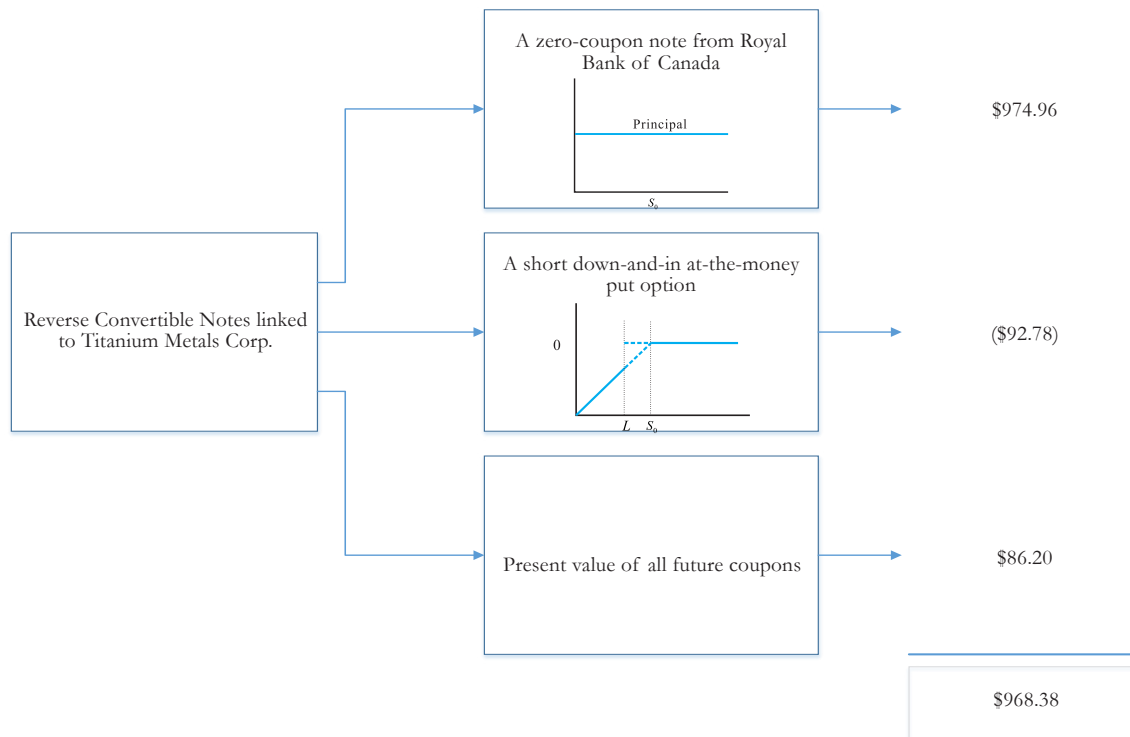 Reverse Convertible Notes linked
to Titanium Metals Corp.
A zero-coupon note from Royal
Bank of Canada
Principal
S₀
$974.96
A short down-and-in at-the-money
put option
0
L S₀
($92.78)
Present value of all future coupons
$86.20
$968.38